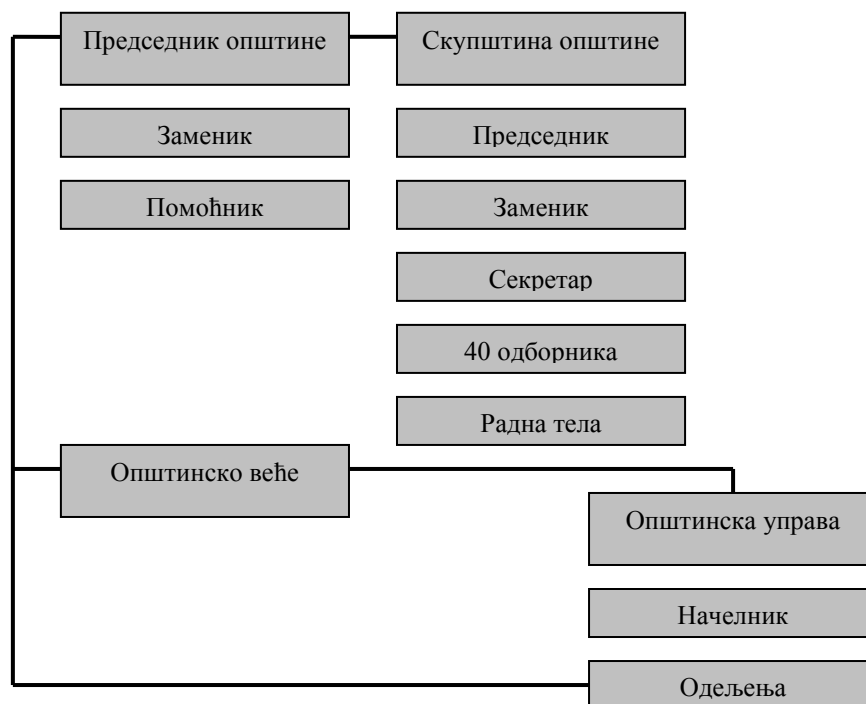 Председник општине
Скупштина општине
Заменик
Председник
Помоћник
Заменик
Секретар
40 одборника
Радна тела
Општинско веће
Општинска управа
Начелник
Одељења